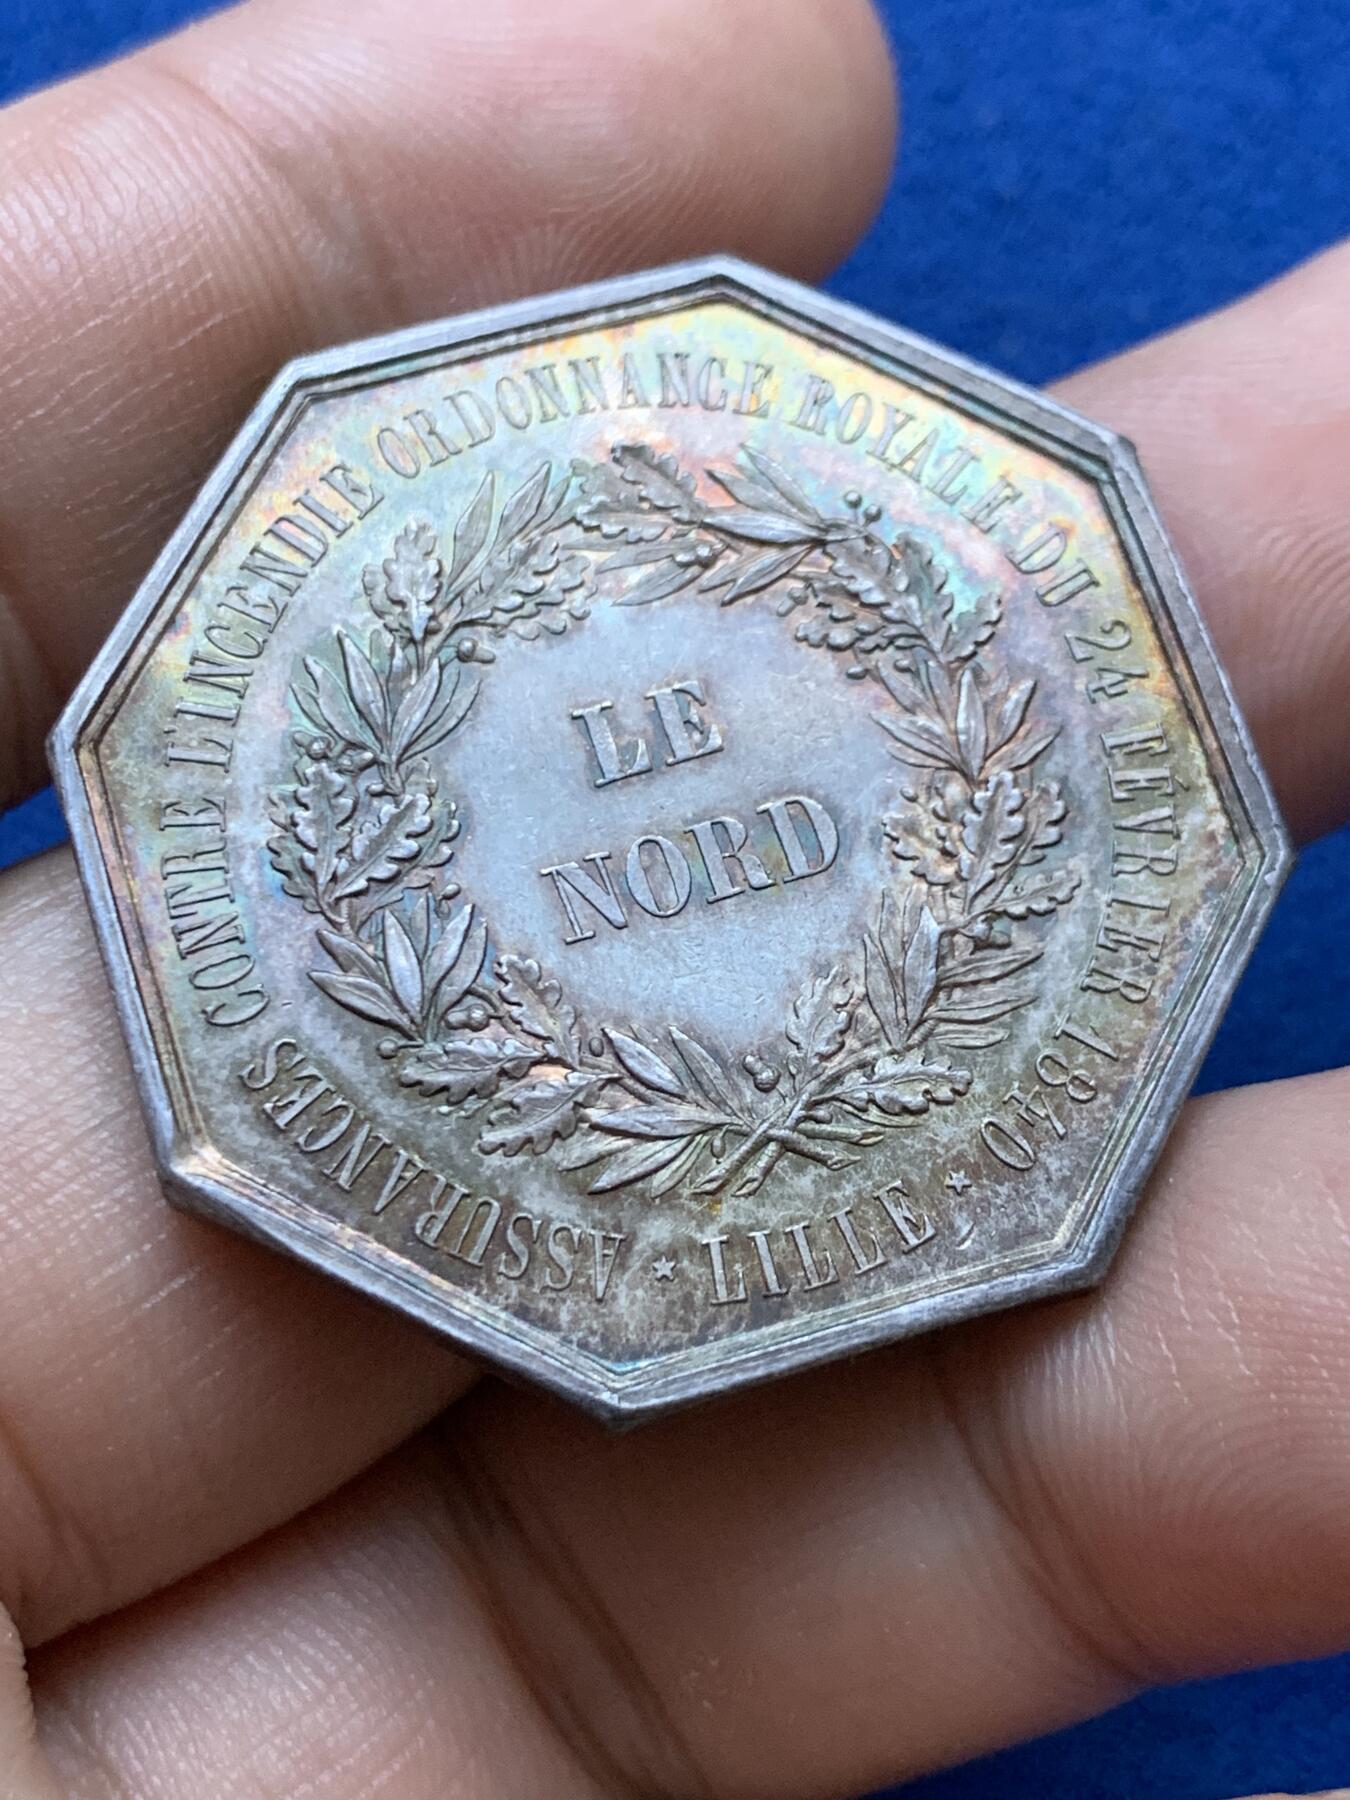 ASSURANCES CONTRE L'INCENDIE ORDONNANCE ROYALE DU 24 FÉVRIER 1840
* LILLE *
LE
NORD